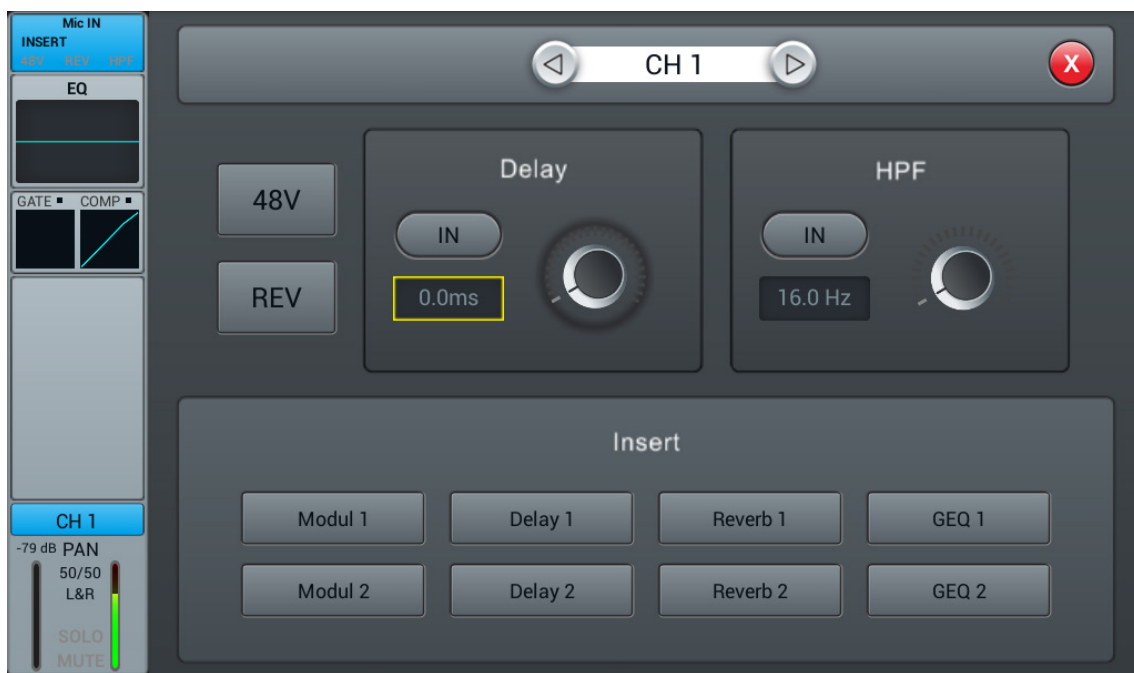 Mic IN
INSERT
48V REV HPF
EQ
GATE COMP
CH 1
-79 dB PAN
50/50
L&R
SOLO
MUTE
CH 1
X
48V
REV
Delay
IN
0.0ms
HPF
IN
16.0 Hz
Insert
Modul 1 Delay 1 Reverb 1 GEQ 1
Modul 2 Delay 2 Reverb 2 GEQ 2